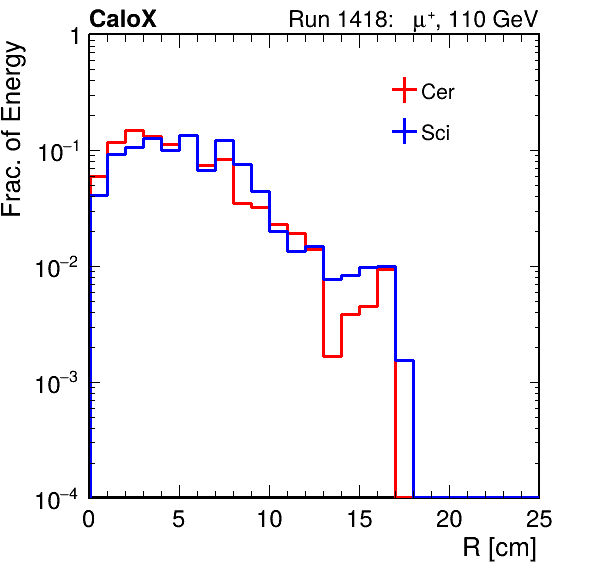 CaloX Run 1418: μ⁺, 110 GeV
Frac. of Energy
1
10⁻¹
10⁻²
10⁻³
10⁻⁴
Cer
Sci
0 5 10 15 20 25
R [cm]